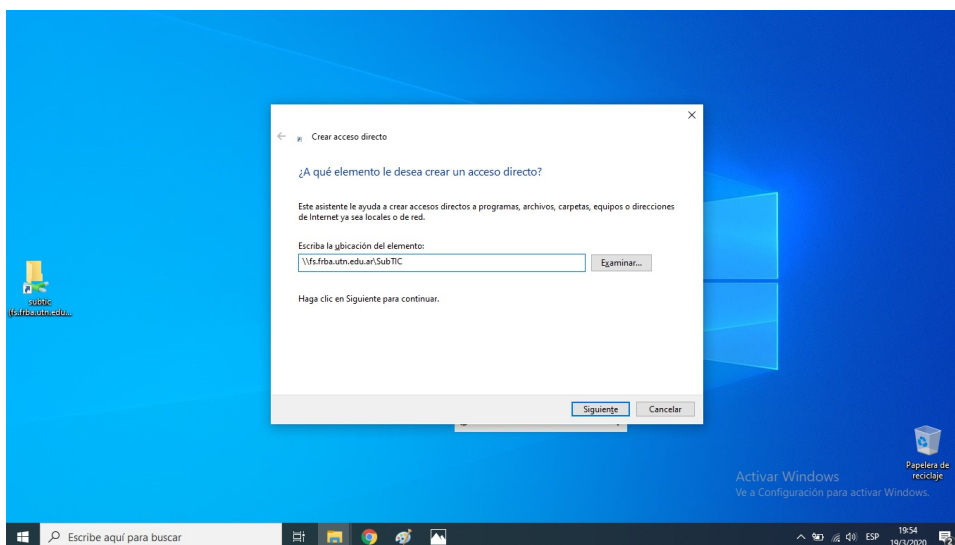 Crear acceso directo
¿A qué elemento le desea crear un acceso directo?
Este asistente le ayuda a crear accesos directos a programas, archivos, carpetas, equipos o direcciones
de Internet ya sea locales o de red.
Escriba la ubicación del elemento:
\\fs.frba.utn.edu.ar\SubTIC
Examinar...
Haga clic en Siguiente para continuar.
Siguiente
Cancelar
subtic
(fs.frba.utn.edu...
Papelera de
reciclaje
Activar Windows
Ve a Configuración para activar Windows.
Escribe aquí para buscar
ESP
19:54
19/3/2020
2